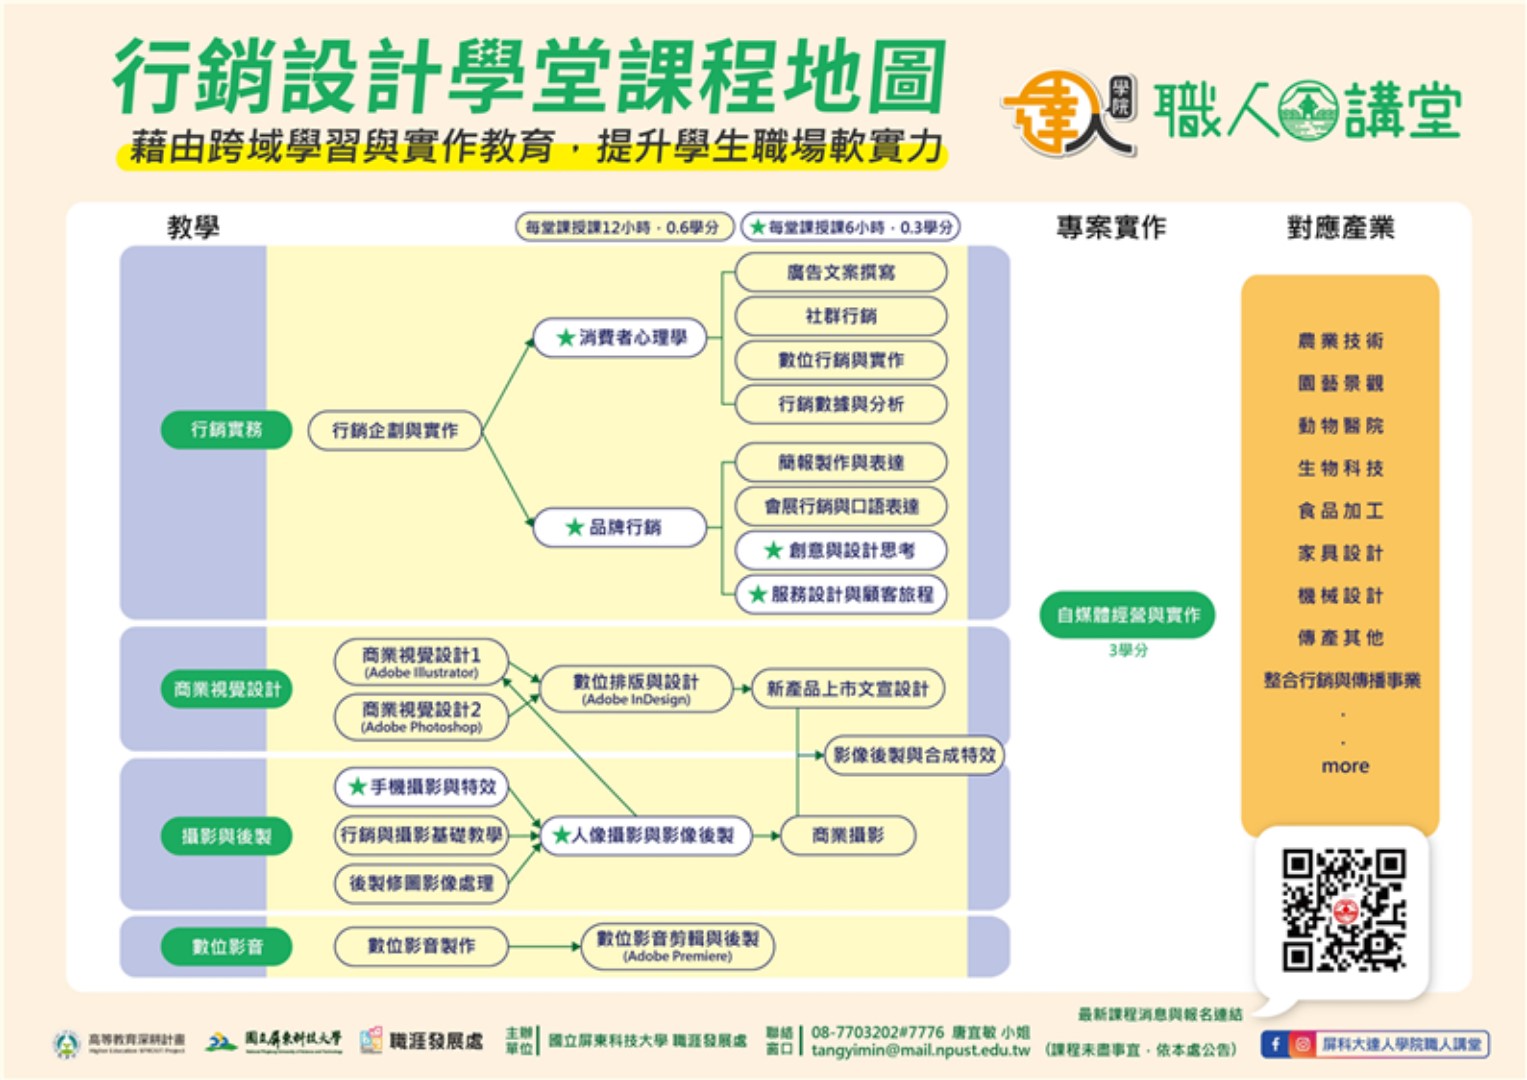 行銷設計學堂課程地圖
藉由跨域學習與實作教育，提升學生職場軟實力
達人學院
職人講堂
教學
每堂課授課12小時．0.6學分
★每堂課授課6小時．0.3學分
專案實作
對應產業
行銷實務
行銷企劃與實作
★消費者心理學
廣告文案撰寫
社群行銷
數位行銷與實作
行銷數據與分析
★品牌行銷
簡報製作與表達
會展行銷與口語表達
★創意與設計思考
★服務設計與顧客旅程
商業視覺設計
商業視覺設計1
(Adobe Illustrator)
商業視覺設計2
(Adobe Photoshop)
數位排版與設計
(Adobe InDesign)
新產品上市文宣設計
影像後製與合成特效
攝影與後製
★手機攝影與特效
行銷與攝影基礎教學
後製修圖影像處理
★人像攝影與影像後製
商業攝影
數位影音
數位影音製作
數位影音剪輯與後製
(Adobe Premiere)
自媒體經營與實作
3學分
農業技術
園藝景觀
動物醫院
生物科技
食品加工
家具設計
機械設計
傳產其他
整合行銷與傳播事業
.
.
more
最新課程消息與報名連結
高等教育深耕計畫
Higher Education SPROUT Project
國立屏東科技大學
職涯發展處
主辦單位
國立屏東科技大學 職涯發展處
聯絡窗口
08-7703202#7776 唐宜敏 小姐
tangyimin@mail.npust.edu.tw
(課程未盡事宜．依本處公告)
屏科大達人學院職人講堂